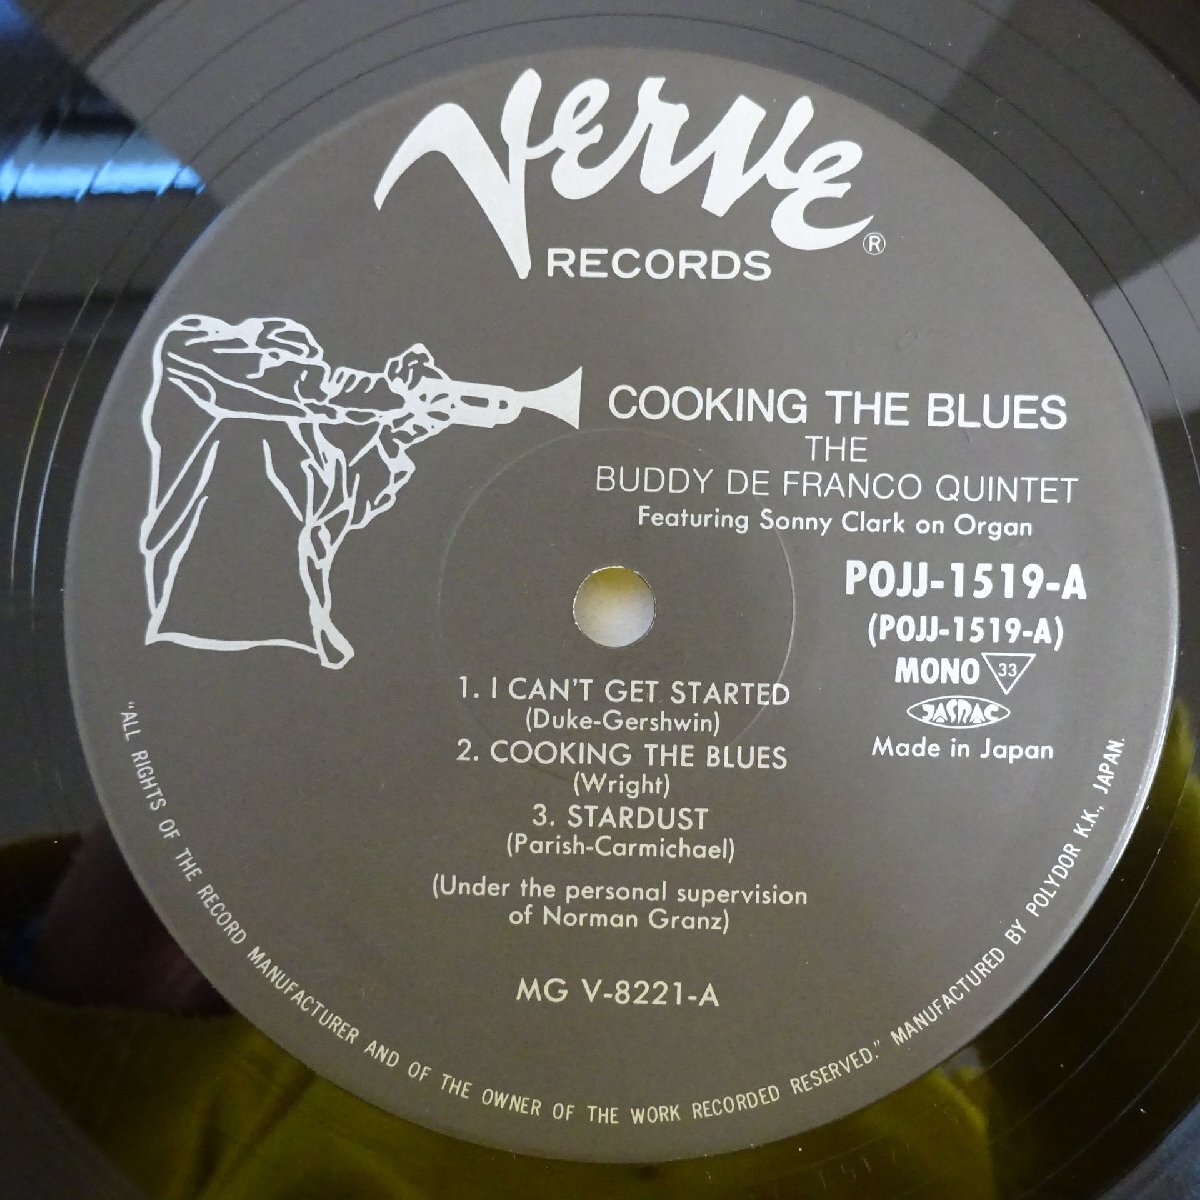 Verve
®
RECORDS
COOKING THE BLUES
THE
BUDDY DE FRANCO QUINTET
Featuring Sonny Clark on Organ
POJJ-1519-A
(POJJ-1519-A)
MONO 33
JASRAC
Made in Japan
1. I CAN'T GET STARTED
(Duke-Gershwin)
2. COOKING THE BLUES
(Wright)
3. STARDUST
(Parish-Carmichael)
(Under the personal supervision
of Norman Granz)
MG V-8221-A
"ALL RIGHTS OF THE RECORD MANUFACTURER AND OF THE OWNER OF THE WORK RECORDED RESERVED." MANUFACTURED BY POLYDOR K.K., JAPAN.